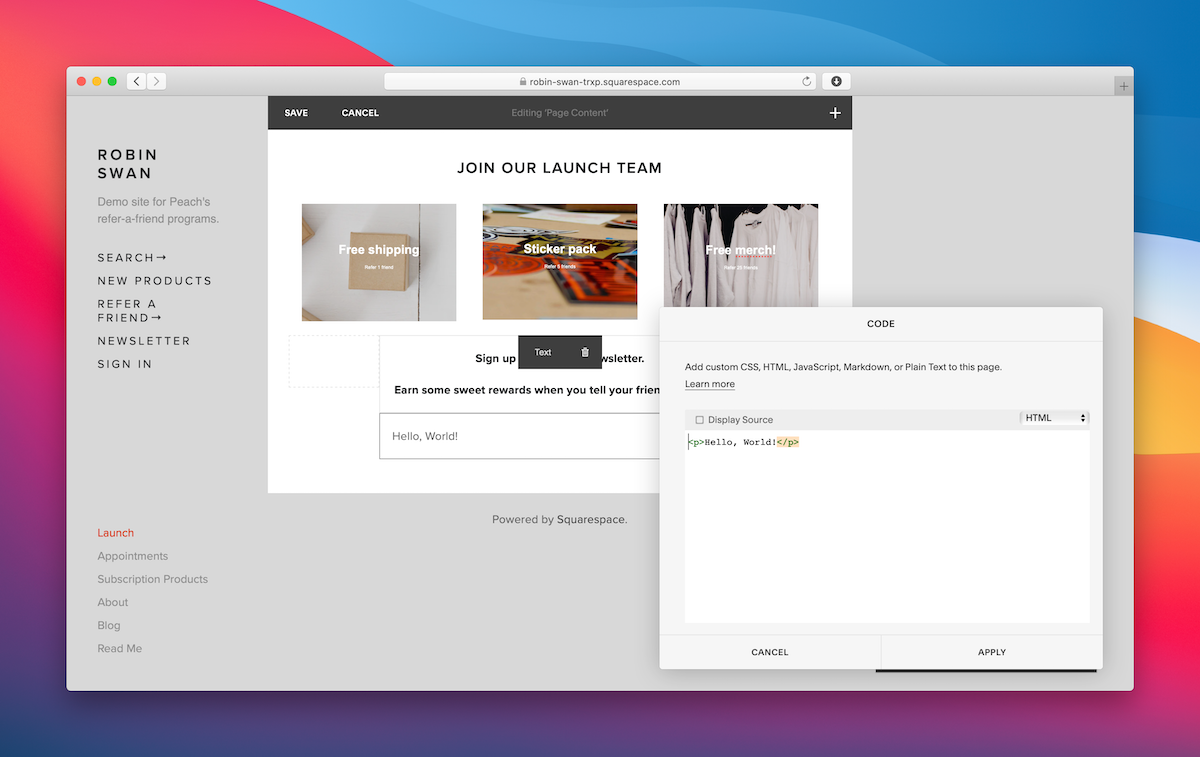 robin-swan-trxp.squarespace.com
SAVE CANCEL Editing 'Page Content'
ROBIN
SWAN
Demo site for Peach's
refer-a-friend programs.
SEARCH→
NEW PRODUCTS
REFER A
FRIEND→
NEWSLETTER
SIGN IN
Launch
Appointments
Subscription Products
About
Blog
Read Me
JOIN OUR LAUNCH TEAM
Free shipping
Refer 1 friend
Sticker pack
Refer 5 friends
Free merch!
Refer 20 friends
Text
Sign up wsletter.
Earn some sweet rewards when you tell your frien
Hello, World!
Powered by Squarespace.
CODE
Add custom CSS, HTML, JavaScript, Markdown, or Plain Text to this page.
Learn more
Display Source HTML
<p>Hello, World!</p>
CANCEL APPLY